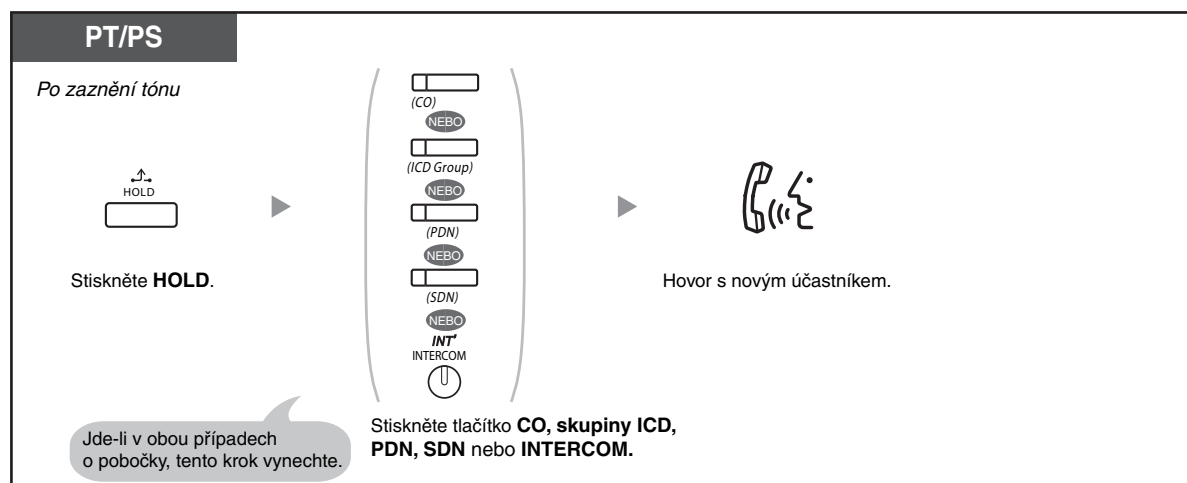 PT/PS
Po zaznění tónu
HOLD
Stiskněte HOLD.
(CO)
NEBO
(ICD Group)
NEBO
(PDN)
NEBO
(SDN)
NEBO
INT'
INTERCOM
Jde-li v obou případech
o pobočky, tento krok vynechte.
Stiskněte tlačítko CO, skupiny ICD,
PDN, SDN nebo INTERCOM.
Hovor s novým účastníkem.